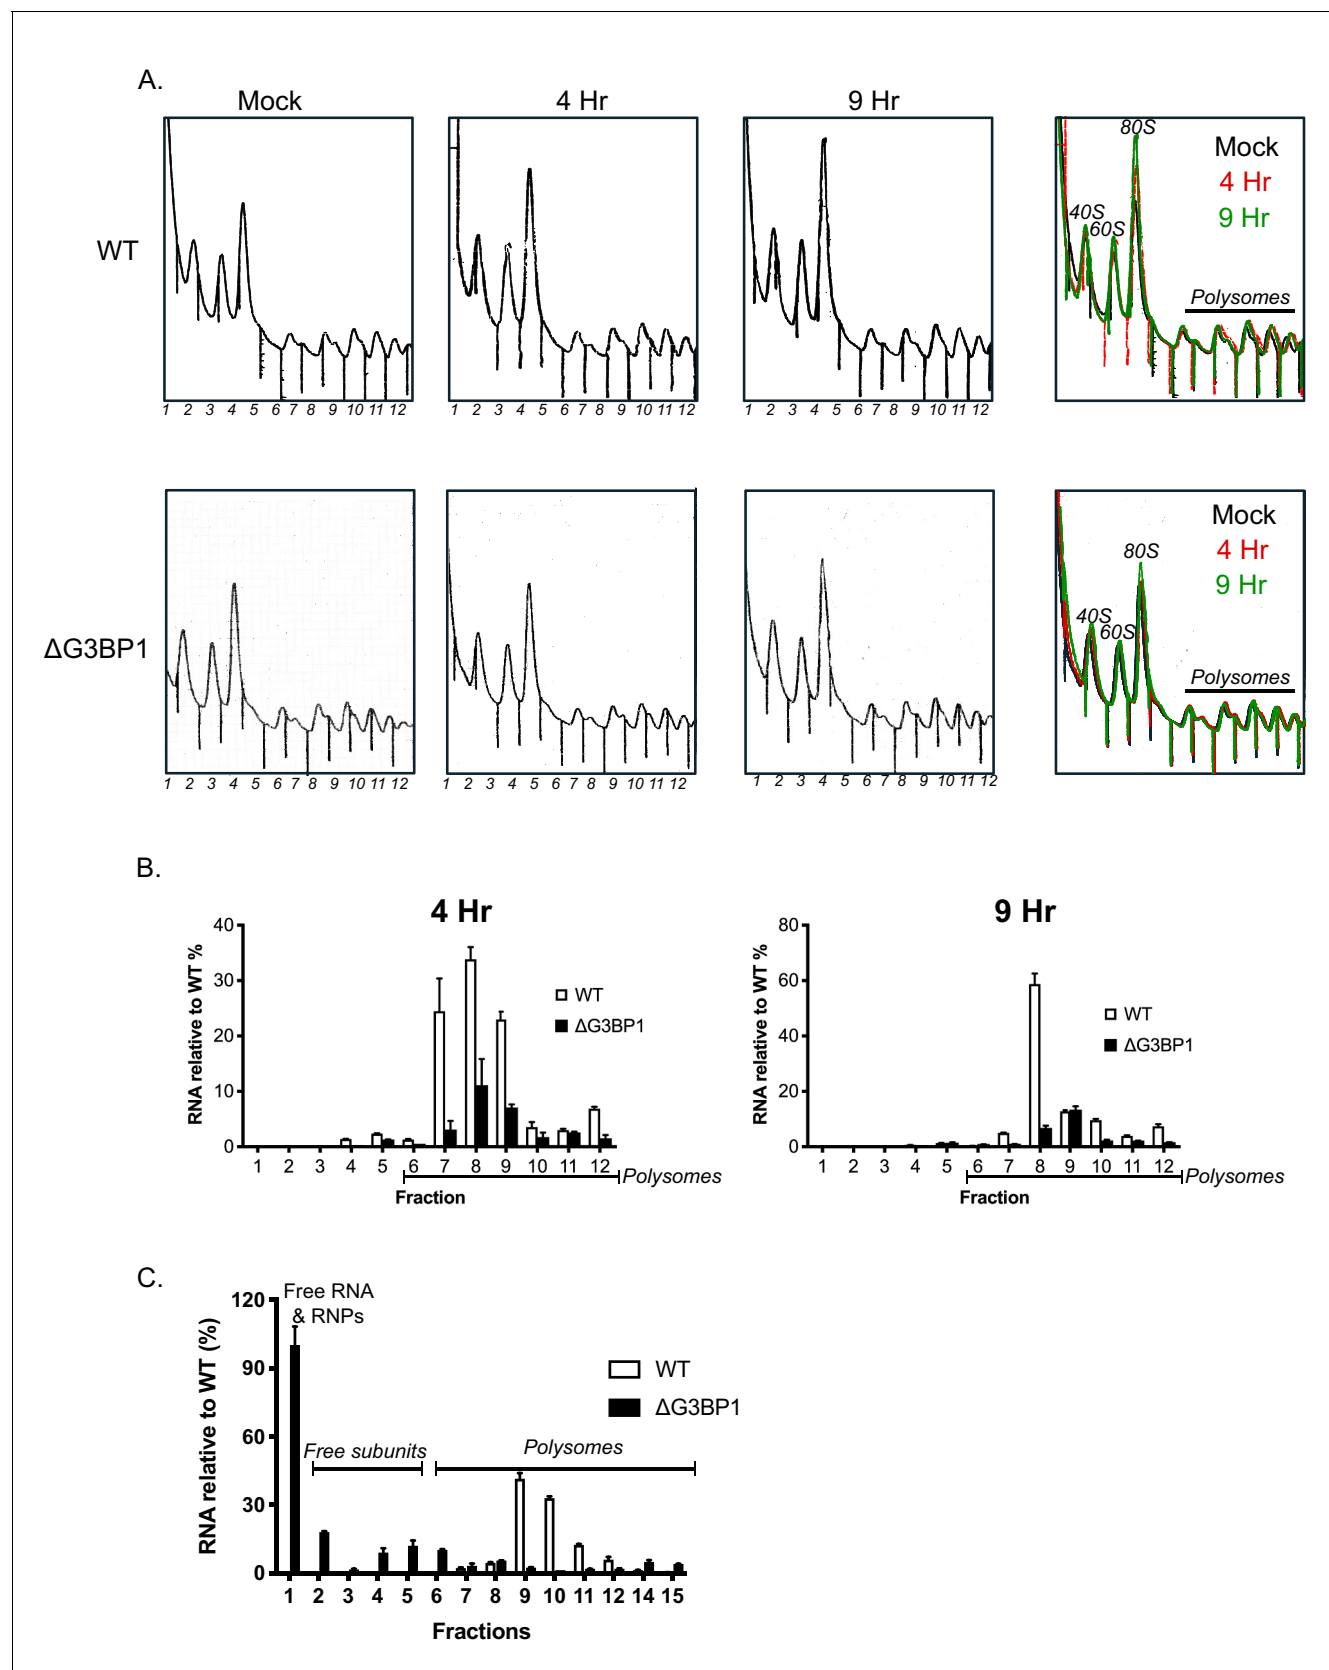 A.
Mock
4 Hr
9 Hr
WT
1 2 3 4 5 6 7 8 9 10 11 12
1 2 3 4 5 6 7 8 9 10 11 12
1 2 3 4 5 6 7 8 9 10 11 12
80S
40S
60S
Mock
4 Hr
9 Hr
Polysomes
ΔG3BP1
1 2 3 4 5 6 7 8 9 10 11 12
1 2 3 4 5 6 7 8 9 10 11 12
1 2 3 4 5 6 7 8 9 10 11 12
80S
40S
60S
Mock
4 Hr
9 Hr
Polysomes
B.
4 Hr
RNA relative to WT %
40
30
20
10
0
WT
ΔG3BP1
1 2 3 4 5 6 7 8 9 10 11 12
Polysomes
Fraction
9 Hr
RNA relative to WT %
80
60
40
20
0
WT
ΔG3BP1
1 2 3 4 5 6 7 8 9 10 11 12
Polysomes
Fraction
C.
RNA relative to WT (%)
120
90
60
30
0
Free RNA
& RNPs
WT
ΔG3BP1
Free subunits
Polysomes
1 2 3 4 5 6 7 8 9 10 11 12 14 15
Fractions